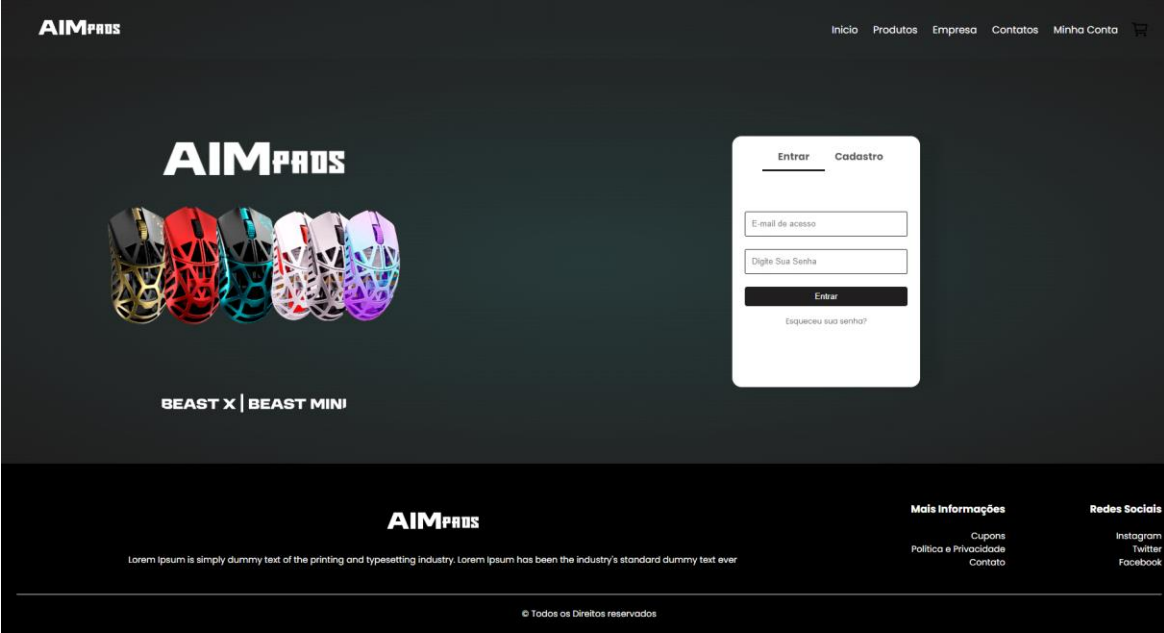 AIMPADS
Inicio Produtos Empresa Contatos Minha Conta
AIMPADS
BEAST X | BEAST MINI
Entrar Cadastro
E-mail de acesso
Digite Sua Senha
Entrar
Esqueceu sua senha?
AIMPADS
Lorem Ipsum is simply dummy text of the printing and typesetting industry. Lorem Ipsum has been the industry's standard dummy text ever
Mais Informações
Cupons
Politica e Privacidade
Contato
Redes Sociais
Instagram
Twitter
Facebook
© Todos os Direitos reservados